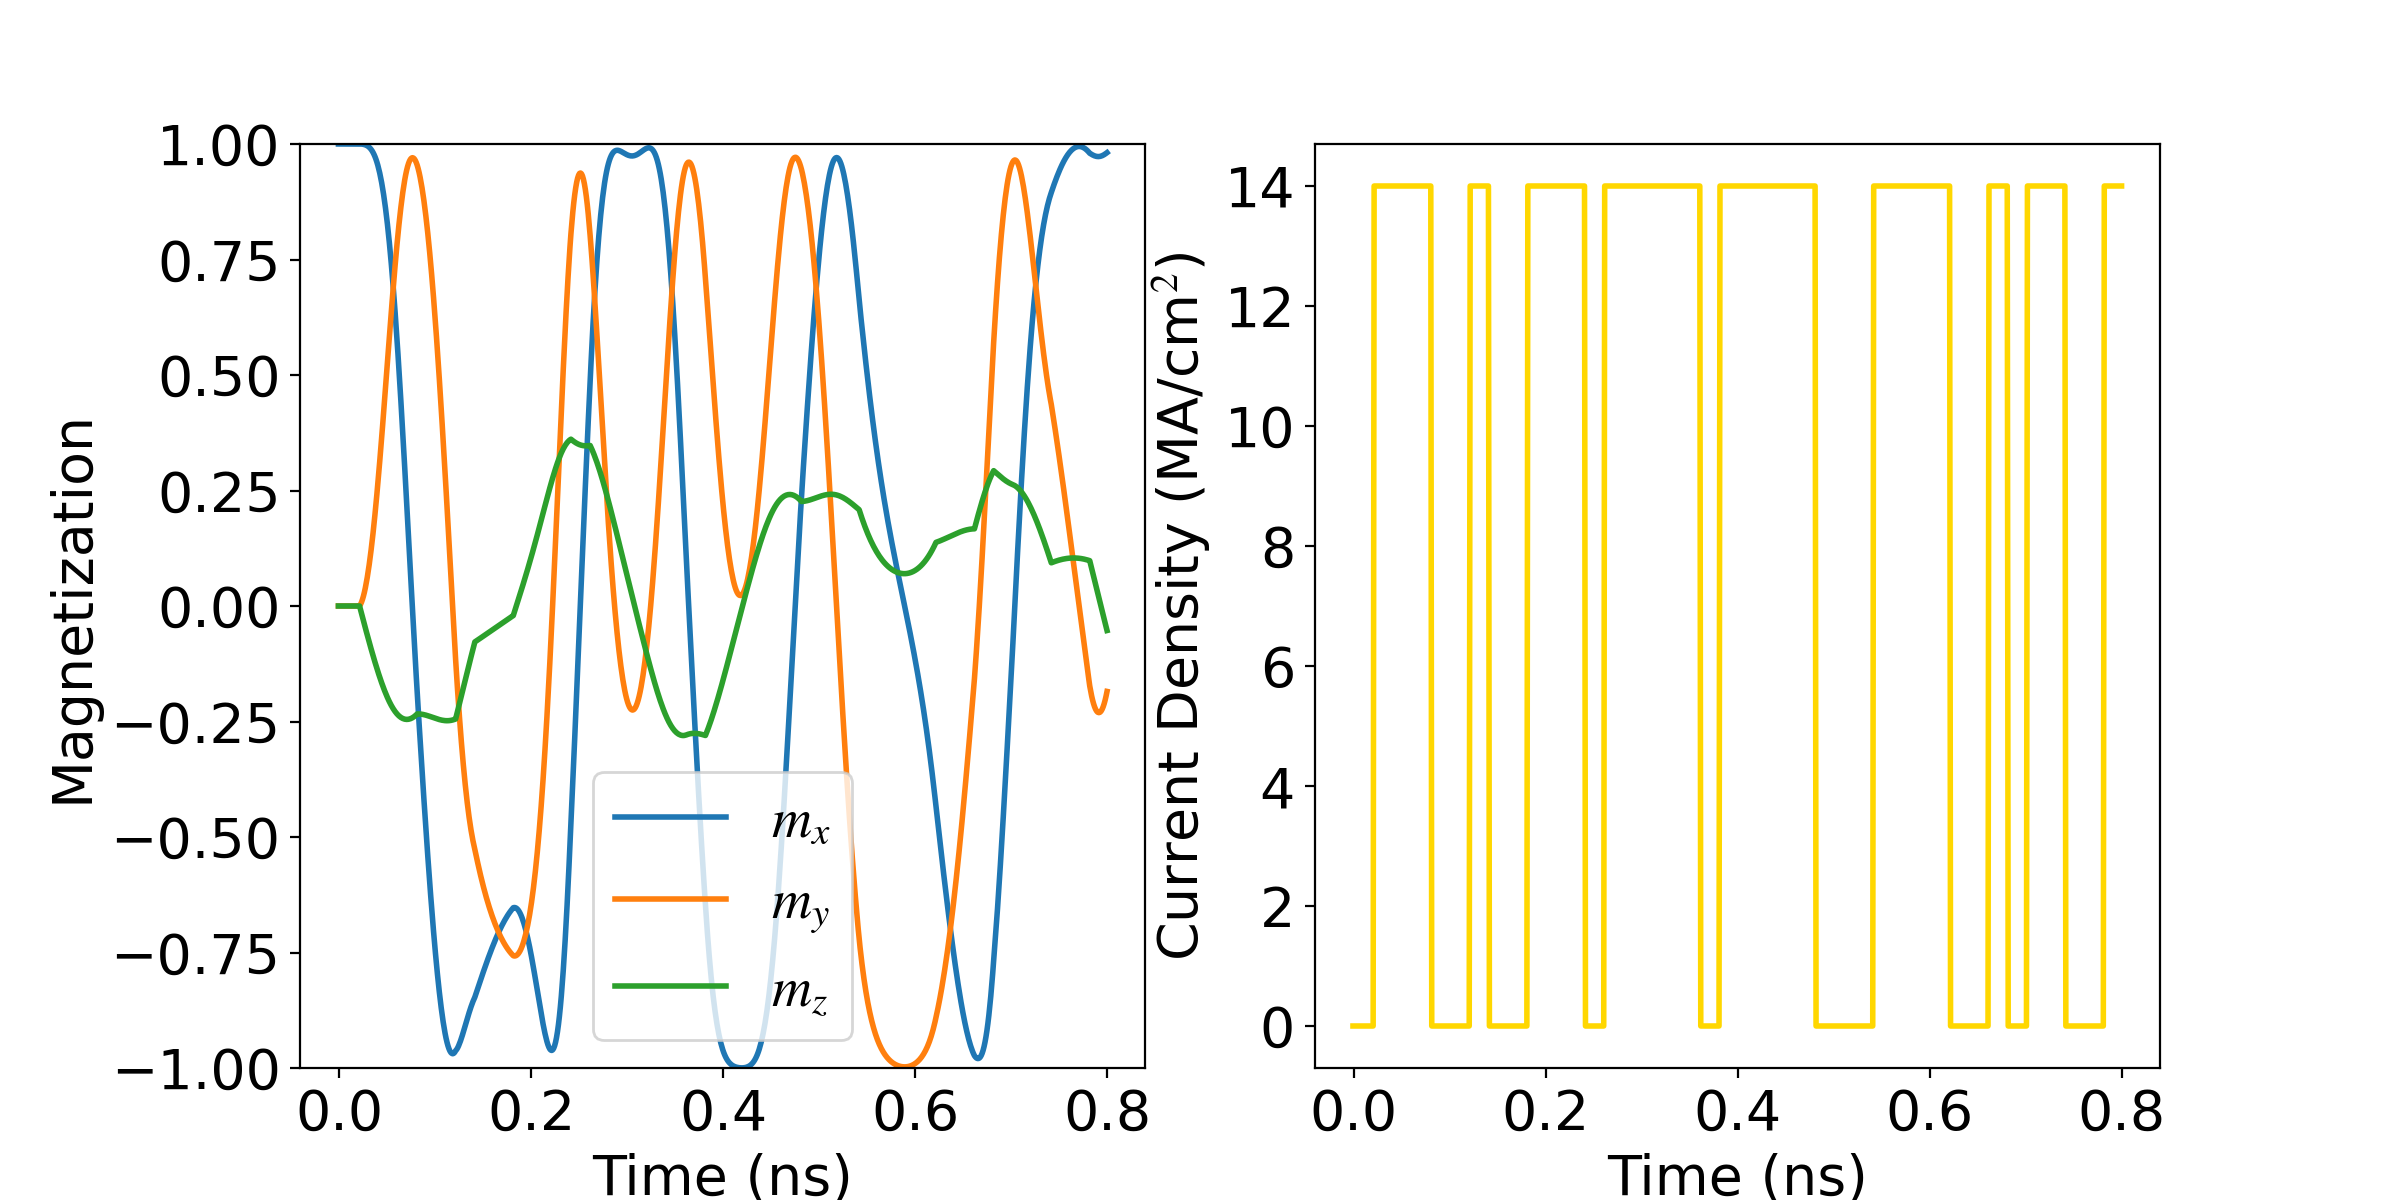 1.00
0.75
0.50
0.25
0.00
−0.25
−0.50
−0.75
−1.00
Magnetization
0.0 0.2 0.4 0.6 0.8
Time (ns)
m_x
m_y
m_z
14
12
10
8
6
4
2
0
Current Density (MA/cm²)
0.0 0.2 0.4 0.6 0.8
Time (ns)